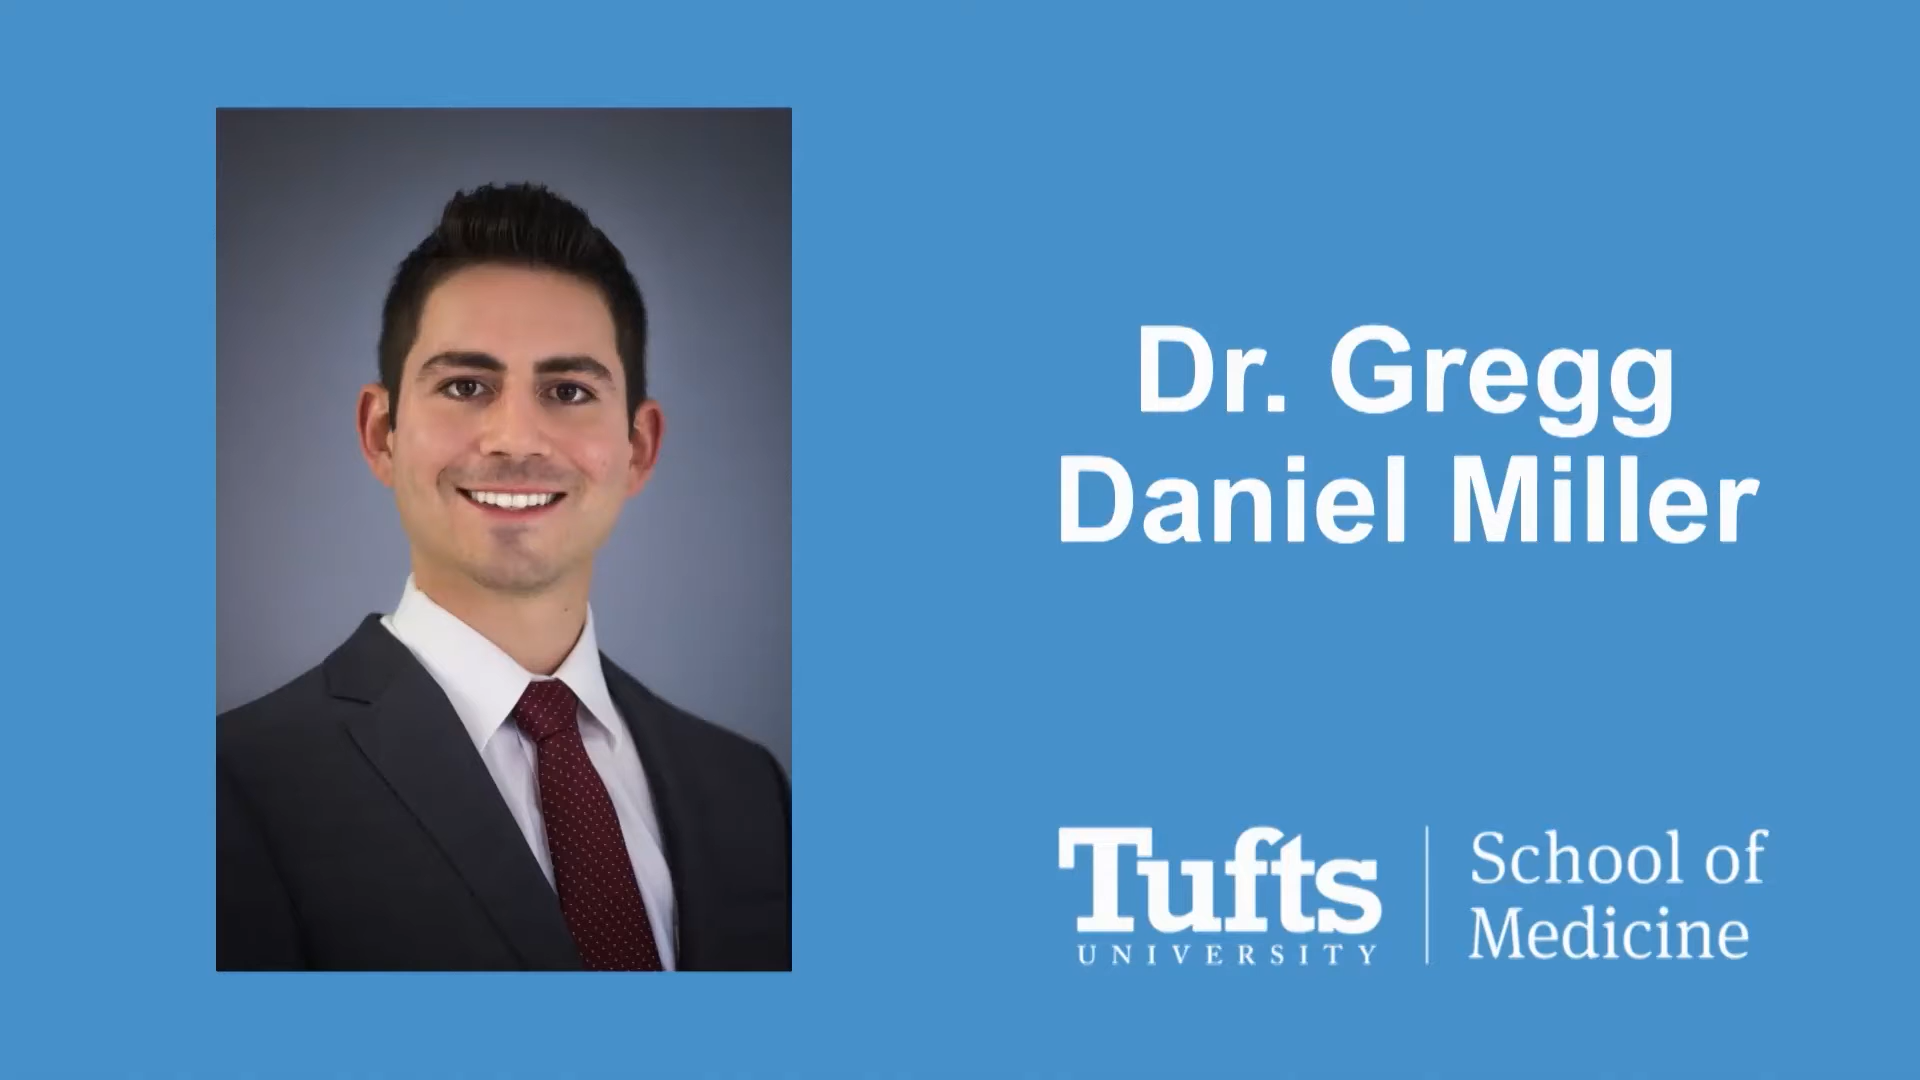 Dr. Gregg
Daniel Miller
Tufts
UNIVERSITY
School of
Medicine